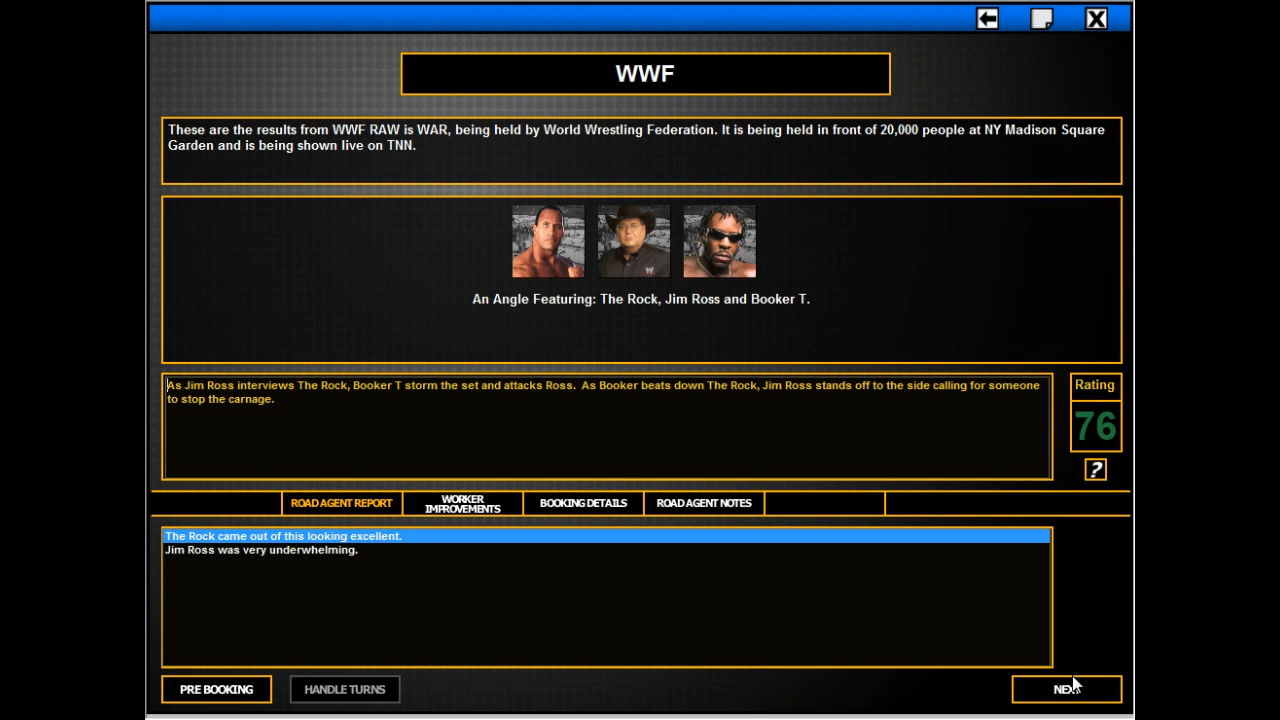 WWF
These are the results from WWF RAW is WAR, being held by World Wrestling Federation. It is being held in front of 20,000 people at NY Madison Square
Garden and is being shown live on TNN.
An Angle Featuring: The Rock, Jim Ross and Booker T.
As Jim Ross interviews The Rock, Booker T storm the set and attacks Ross.  As Booker beats down The Rock, Jim Ross stands off to the side calling for someone
to stop the carnage.
Rating
76
?
ROAD AGENT REPORT
WORKER
IMPROVEMENTS
BOOKING DETAILS
ROAD AGENT NOTES
The Rock came out of this looking excellent.
Jim Ross was very underwhelming.
PRE BOOKING
HANDLE TURNS
NEXT